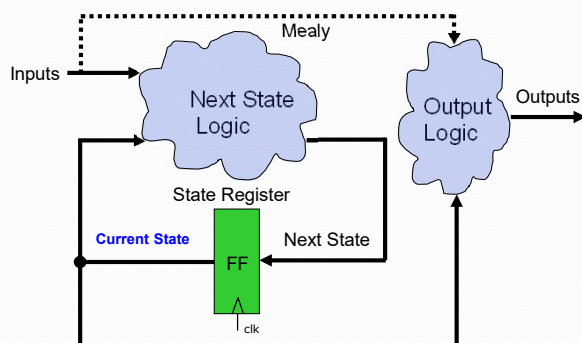 Mealy
Inputs
Next State
Logic
Output
Logic
Outputs
State Register
Current State
Next State
FF
clk